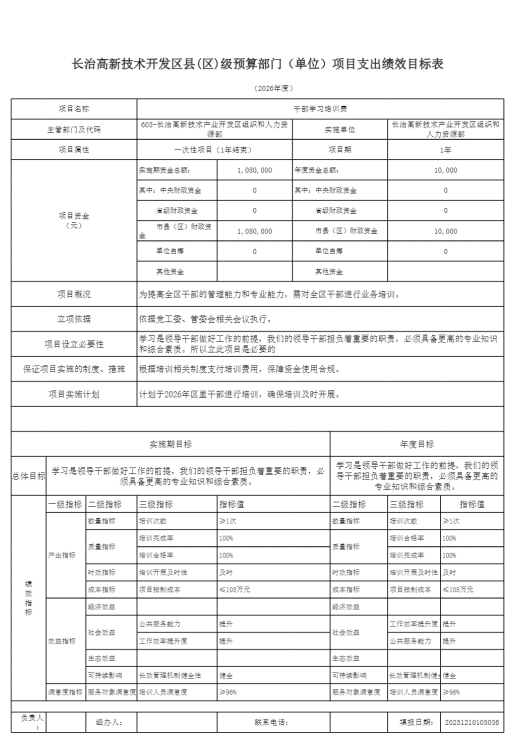 长治高新技术开发区县(区)级预算部门（单位）项目支出绩效目标表
（2026年度）
项目名称 干部学习培训费
主管部门及代码 605-长治高新技术产业开发区组织和人力资源部 实施单位 长治高新技术产业开发区组织和人力资源部
项目属性 一次性项目（1年结束） 项目期 1年
项目资金（元） 实施期资金总额： 1,080,000 年度资金总额： 10,000
其中：中央财政资金 0 其中：中央财政资金 0
省级财政资金 0 省级财政资金 0
市县（区）财政资金 1,080,000 市县（区）财政资金 10,000
单位自筹 0 单位自筹 0
其他资金 其他资金
项目概况 为提高全区干部的管理能力和专业能力，需对全区干部进行业务培训。
立项依据 依据党工委、管委会相关会议执行。
项目设立必要性 学习是领导干部做好工作的前提，我们的领导干部担负着重要的职责，必须具备更高的专业知识
和综合素质。所以立此项目是必要的
保证项目实施的制度、措施 根据培训相关制度支付培训费用，保障资金使用合规。
项目实施计划 计划于2026年区里干部进行培训，确保培训及时开展。
实施期目标 年度目标
总体目标 学习是领导干部做好工作的前提，我们的领导干部担负着重要的职责，必须具备更高的专业知识和综合素质。 学习是领导干部做好工作的前提，我们的领导干部担负着重要的职责，必须具备更高的专业知识和综合素质。
绩效指标 一级指标 二级指标 三级指标 指标值 二级指标 三级指标 指标值
产出指标 数量指标 培训次数 ≥1次 数量指标 培训次数 ≥1次
质量指标 培训完成率 100% 质量指标 培训合格率 100%
培训合格率 100% 培训完成率 100%
时效指标 培训开展及时性 及时 时效指标 培训开展及时性 及时
成本指标 项目控制成本 ≤108万元 成本指标 项目控制成本 ≤108万元
效益指标 经济效益 经济效益
社会效益 公共服务能力 提升 社会效益 工作效率提升度 提升
工作效率提升度 提升 公共服务能力 提升
生态效益 生态效益
可持续影响 长效管理机制健全性 健全 可持续影响 长效管理机制健 健全
满意度指标 服务对象满意度 培训人员满意度 ≥96% 服务对象满意度 培训人员满意度 ≥96%
负责人： 经办人： 联系电话： 填报日期： 20251210105036